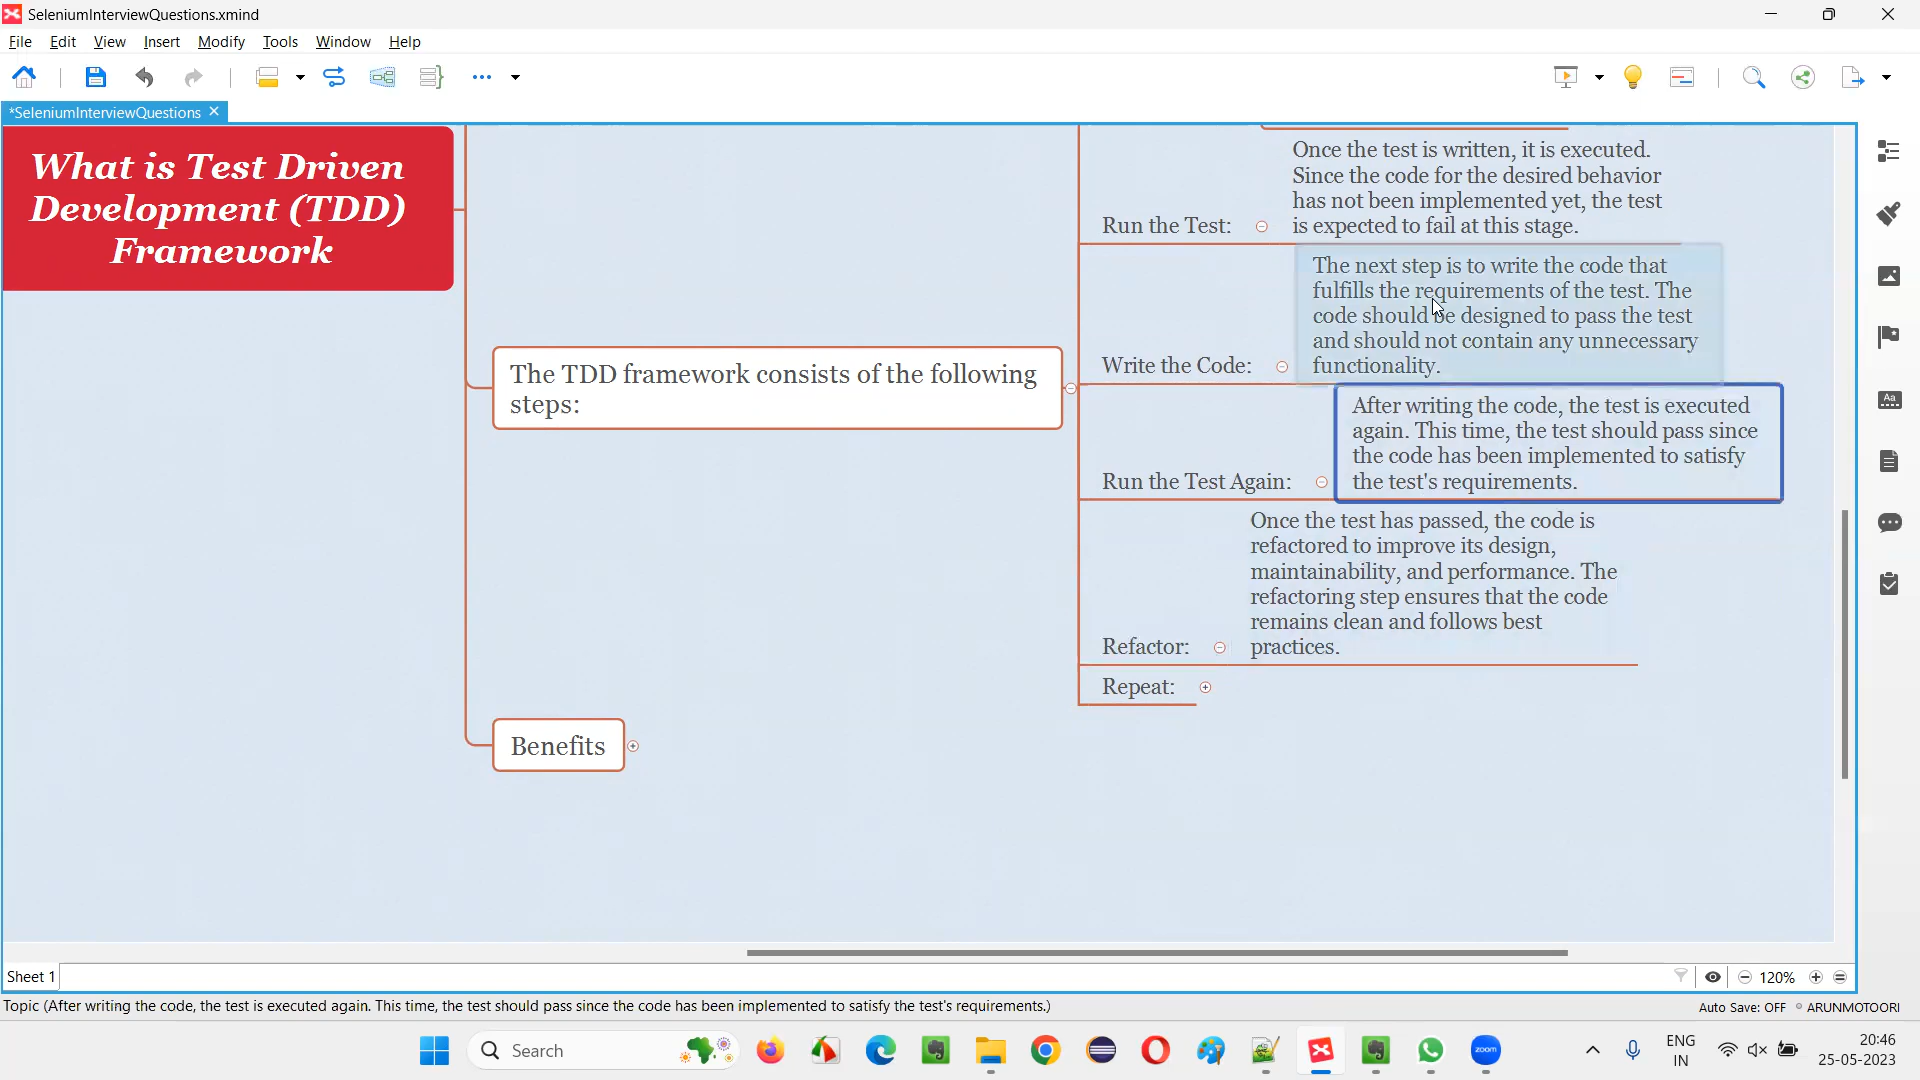 SeleniumInterviewQuestions.xmind
File Edit View Insert Modify Tools Window Help
*SeleniumInterviewQuestions
What is Test Driven
Development (TDD)
Framework
The TDD framework consists of the following
steps:
Benefits
Run the Test:
Once the test is written, it is executed.
Since the code for the desired behavior
has not been implemented yet, the test
is expected to fail at this stage.
Write the Code:
The next step is to write the code that
fulfills the requirements of the test. The
code should be designed to pass the test
and should not contain any unnecessary
functionality.
Run the Test Again:
After writing the code, the test is executed
again. This time, the test should pass since
the code has been implemented to satisfy
the test's requirements.
Refactor:
Once the test has passed, the code is
refactored to improve its design,
maintainability, and performance. The
refactoring step ensures that the code
remains clean and follows best
practices.
Repeat:
Aa
Sheet 1
120%
Topic (After writing the code, the test is executed again. This time, the test should pass since the code has been implemented to satisfy the test's requirements.)
Auto Save: OFF ARUNMOTOORI
Search
zoom
ENG
IN
20:46
25-05-2023